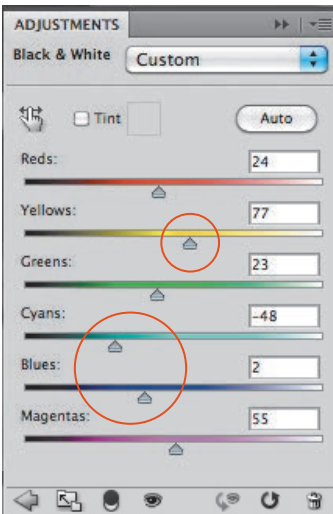 ADJUSTMENTS
Black & White Custom
Tint Auto
Reds: 24
Yellows: 77
Greens: 23
Cyans: -48
Blues: 2
Magentas: 55